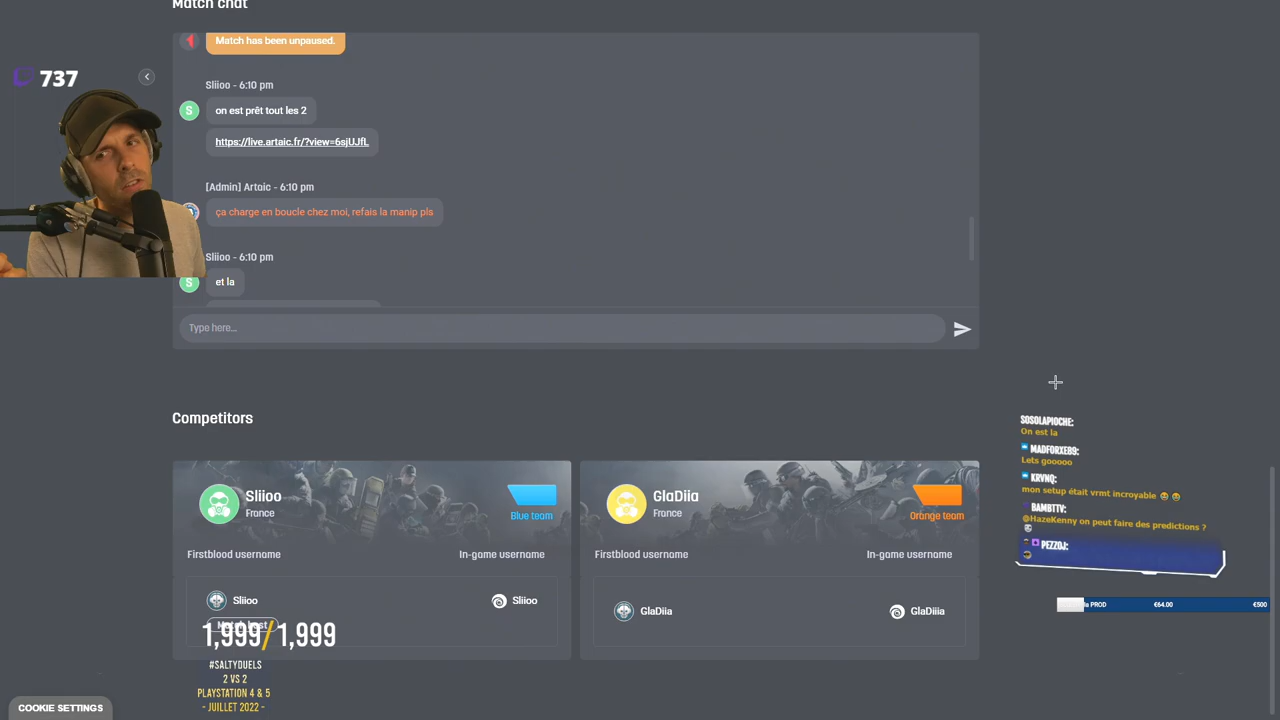 Match chat
Match has been unpaused.
737
Sliioo - 6:10 pm
S
on est prêt tout les 2
https://live.artaic.fr/?view=6sjUJfL
[Admin] Artaic - 6:10 pm
ça charge en boucle chez moi, refais la manip pls
Sliioo - 6:10 pm
S
et la
Type here...
Competitors
SOSOLAPIOCHE:
On est la
MADFORXE89:
Lets gooooo
KRVNQ:
mon setup était vrmt incroyable
BAMBTTV:
@HazeKenny on peut faire des predictions ?
PEZZOJ:
Sliioo
France
Blue team
GlaDiia
France
Orange team
Firstblood username
In-game username
Firstblood username
In-game username
Sliioo
Sliioo
GlaDiia
GlaDiiia
PROD
€64.00
€500
Match host
1,999/1,999
#SALTYDUELS
2 VS 2
PLAYSTATION 4 & 5
- JUILLET 2022 -
COOKIE SETTINGS